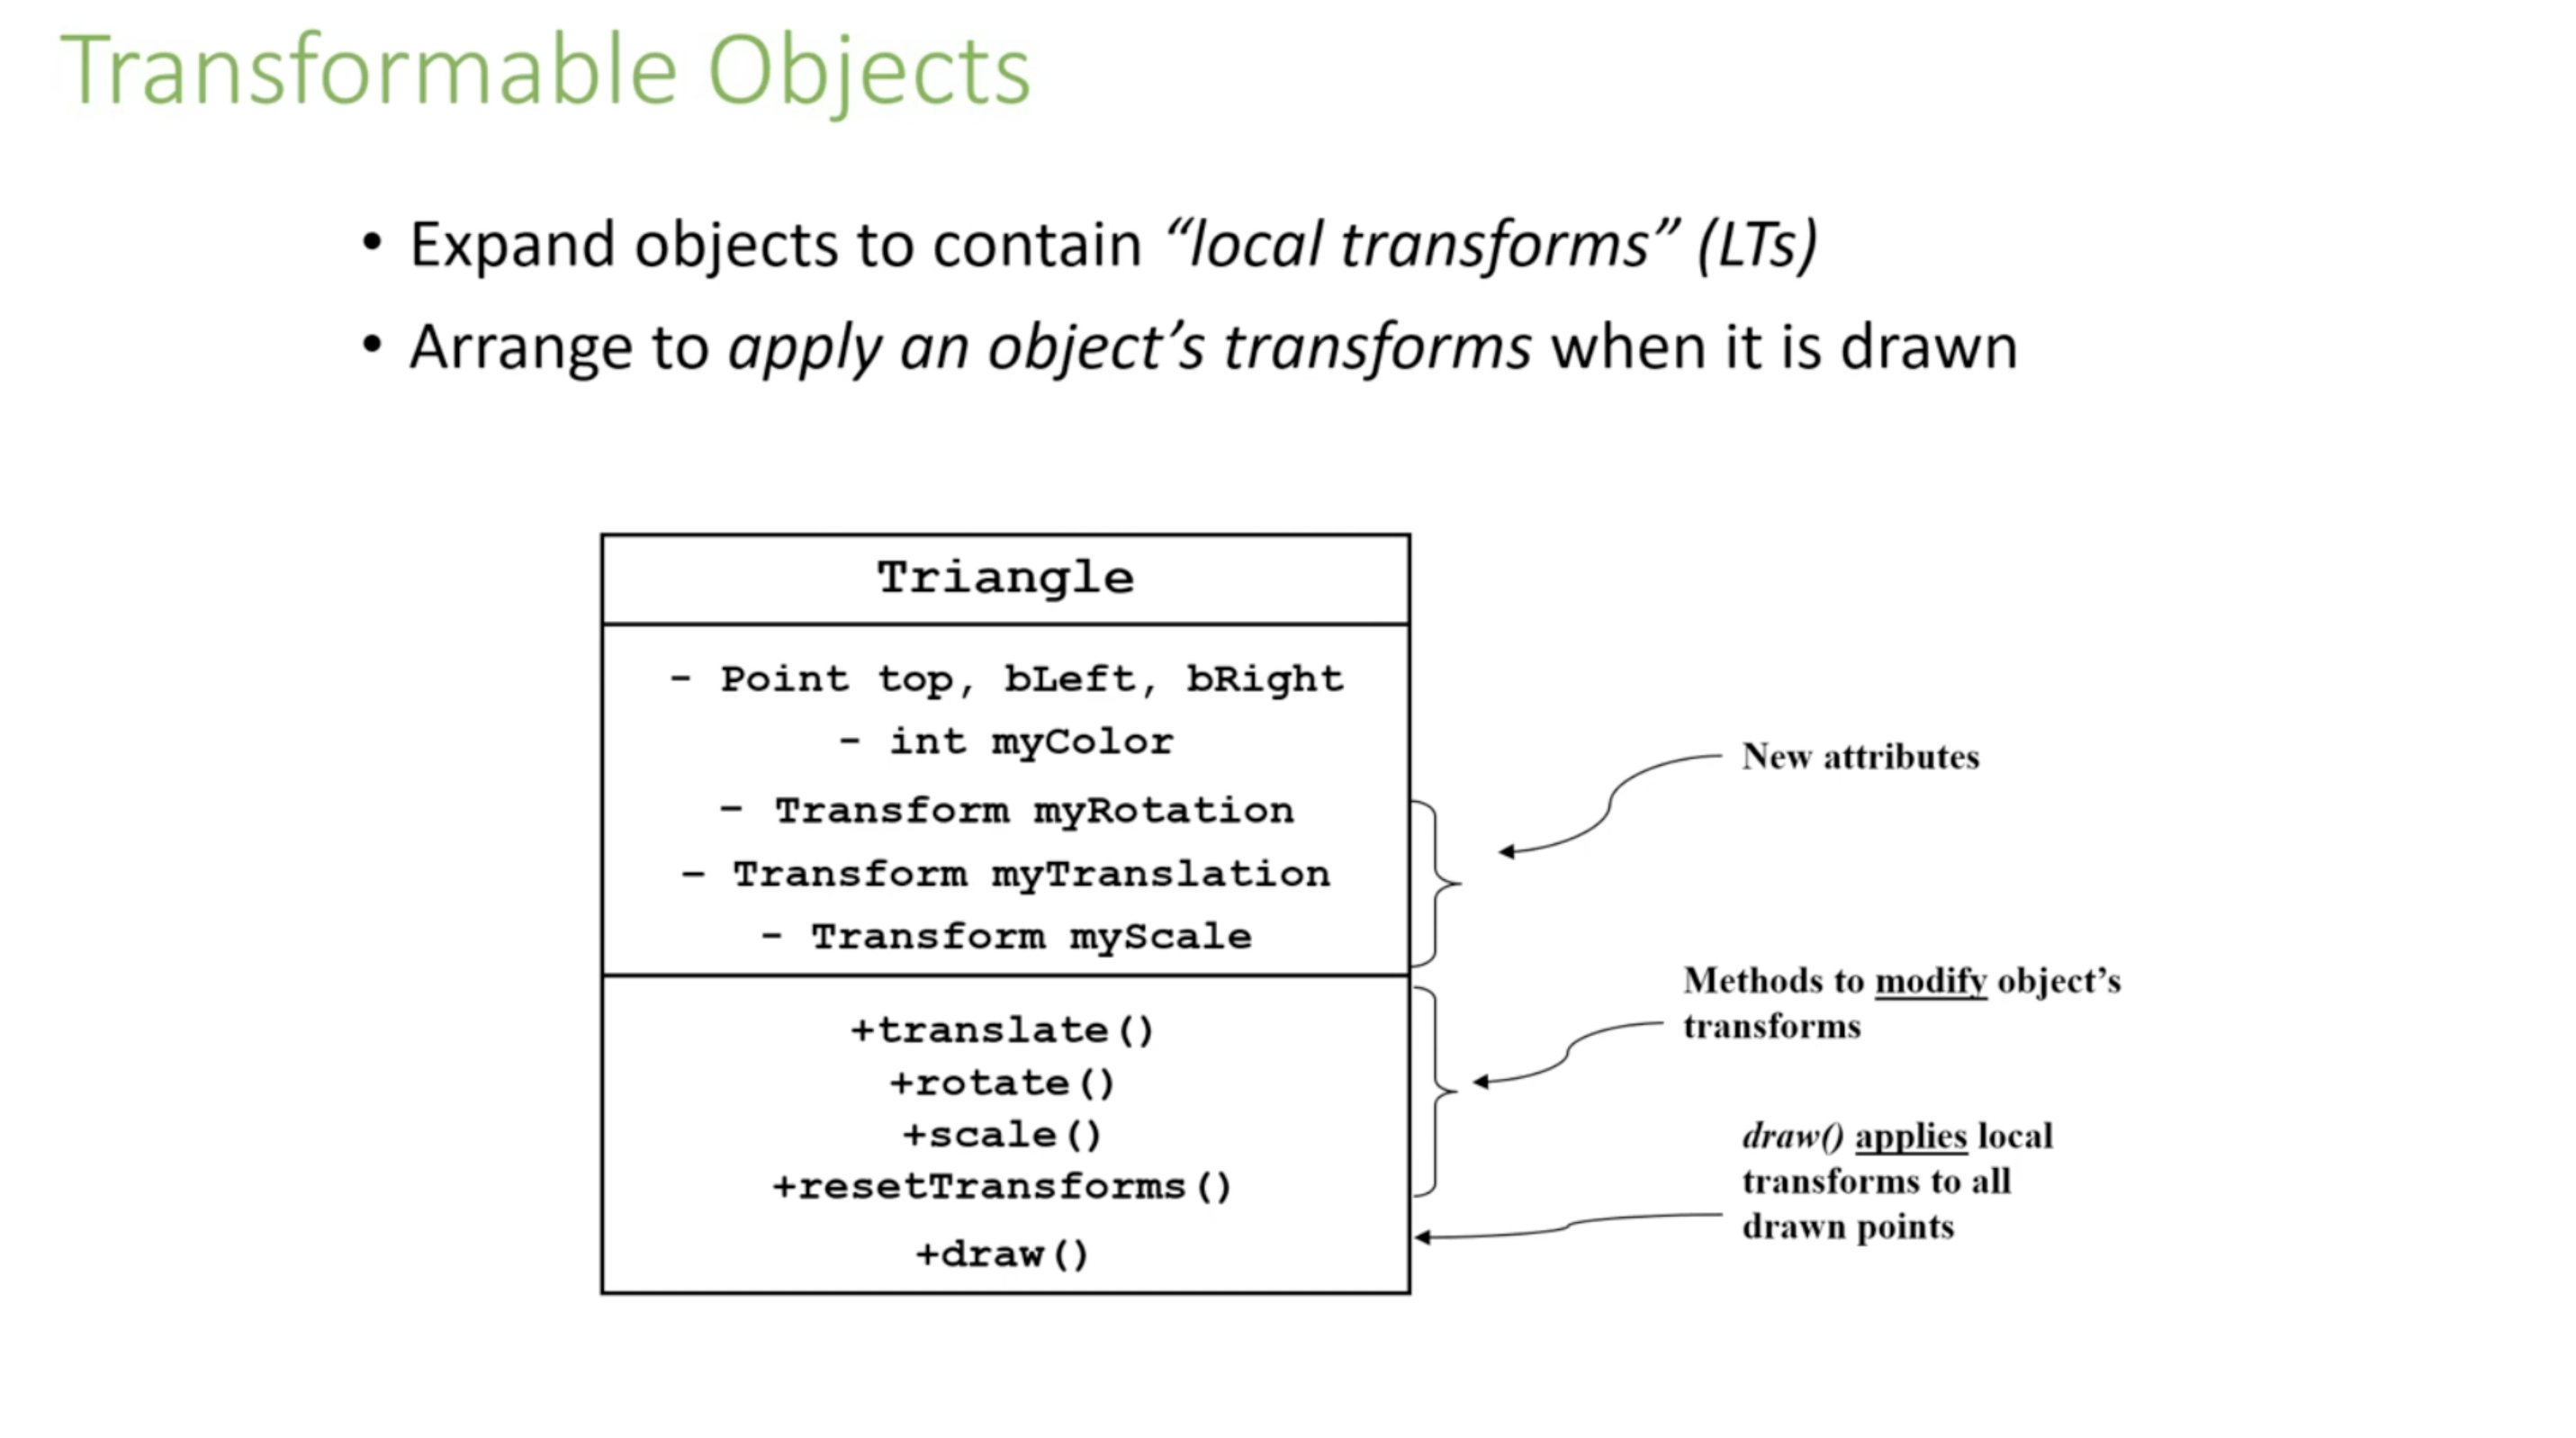 Transformable Objects
• Expand objects to contain “local transforms” (LTs)
• Arrange to apply an object’s transforms when it is drawn
Triangle
- Point top, bLeft, bRight
- int myColor
- Transform myRotation
- Transform myTranslation
- Transform myScale
+translate()
+rotate()
+scale()
+resetTransforms()
+draw()
New attributes
Methods to modify object’s
transforms
draw() applies local
transforms to all
drawn points